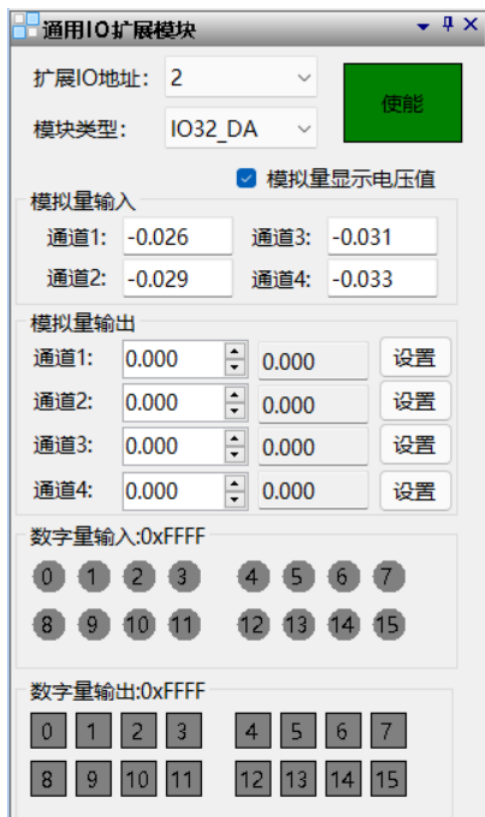 通用IO扩展模块
扩展IO地址: 2
使能
模块类型: IO32_DA
模拟量显示电压值
模拟量输入
通道1: -0.026 通道3: -0.031
通道2: -0.029 通道4: -0.033
模拟量输出
通道1: 0.000 0.000 设置
通道2: 0.000 0.000 设置
通道3: 0.000 0.000 设置
通道4: 0.000 0.000 设置
数字量输入:0xFFFF
0 1 2 3 4 5 6 7
8 9 10 11 12 13 14 15
数字量输出:0xFFFF
0 1 2 3 4 5 6 7
8 9 10 11 12 13 14 15